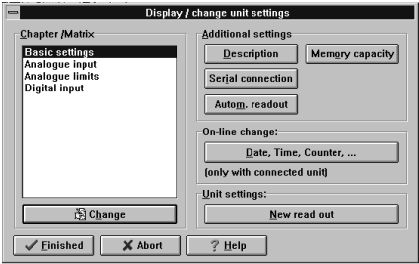 Display / change unit settings
Chapter /Matrix
Basic settings
Analogue input
Analogue limits
Digital input
Change
Additional settings
Description
Memory capacity
Serial connection
Autom. readout
On-line change:
Date, Time, Counter, ...
(only with connected unit)
Unit settings:
New read out
Finished
Abort
? Help